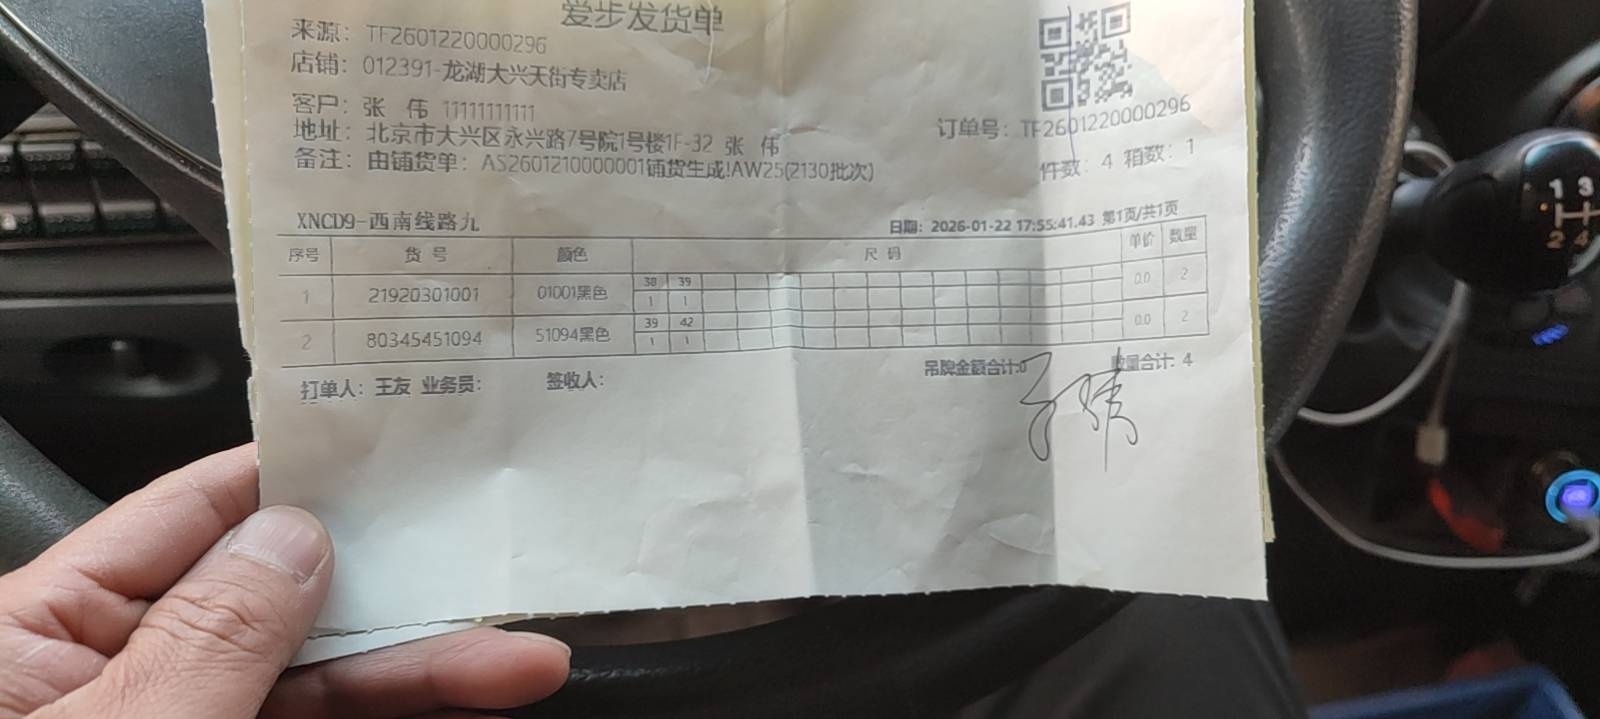 爱步发货单
来源：TF2601220000296
店铺：012391-龙湖大兴天街专卖店
客户：张 伟 11111111111
地址：北京市大兴区永兴路7号院1号楼1F-32 张 伟
订单号：TF2601220000296
备注：由铺货单：AS2601210000001铺货生成!AW25(2130批次)
件数：4 箱数：1
XNCD9-西南线路九
日期：2026-01-22 17:55:41.43 第1页/共1页
序号 货号 颜色 尺码 单价 数量
38 39
1 21920301001 01001黑色 1 1 0.0 2
39 42
2 80345451094 51094黑色 1 1 0.0 2
打单人：王友 业务员： 签收人： 吊牌金额合计:0 数量合计: 4
1 3
2 4